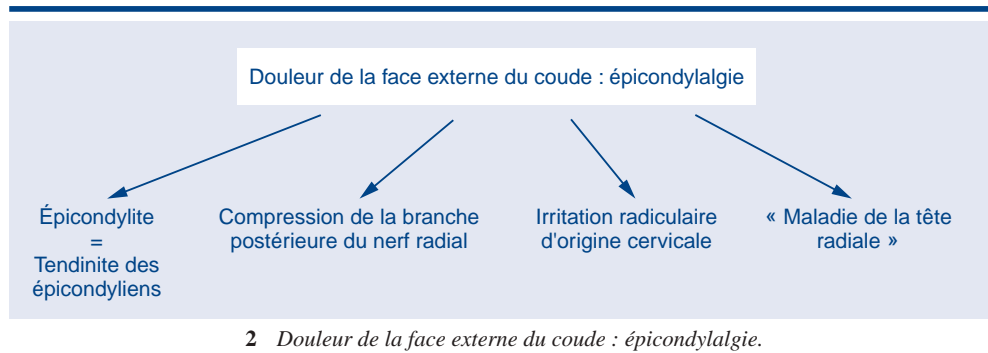 Douleur de la face externe du coude : épicondylalgie
Épicondylite
=
Tendinite des
épicondyliens
Compression de la branche
postérieure du nerf radial
Irritation radiculaire
d'origine cervicale
« Maladie de la tête
radiale »
2 Douleur de la face externe du coude : épicondylalgie.